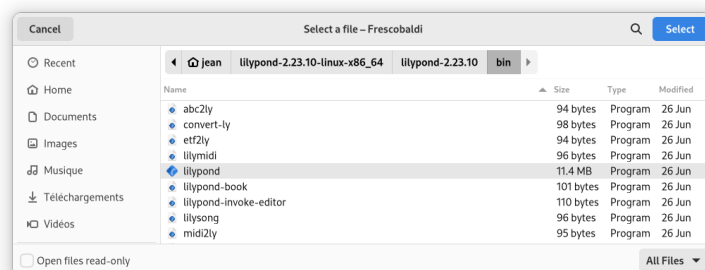 Cancel Select a file – Frescobaldi Select
Recent
Home
Documents
Images
Musique
Téléchargements
Vidéos
jean lilypond-2.23.10-linux-x86_64 lilypond-2.23.10 bin
Name Size Type Modified
abc2ly 94 bytes Program 26 Jun
convert-ly 98 bytes Program 26 Jun
etf2ly 94 bytes Program 26 Jun
lilymidi 96 bytes Program 26 Jun
lilypond 11.4 MB Program 26 Jun
lilypond-book 101 bytes Program 26 Jun
lilypond-invoke-editor 110 bytes Program 26 Jun
lilysong 96 bytes Program 26 Jun
midi2ly 95 bytes Program 26 Jun
Open files read-only All Files